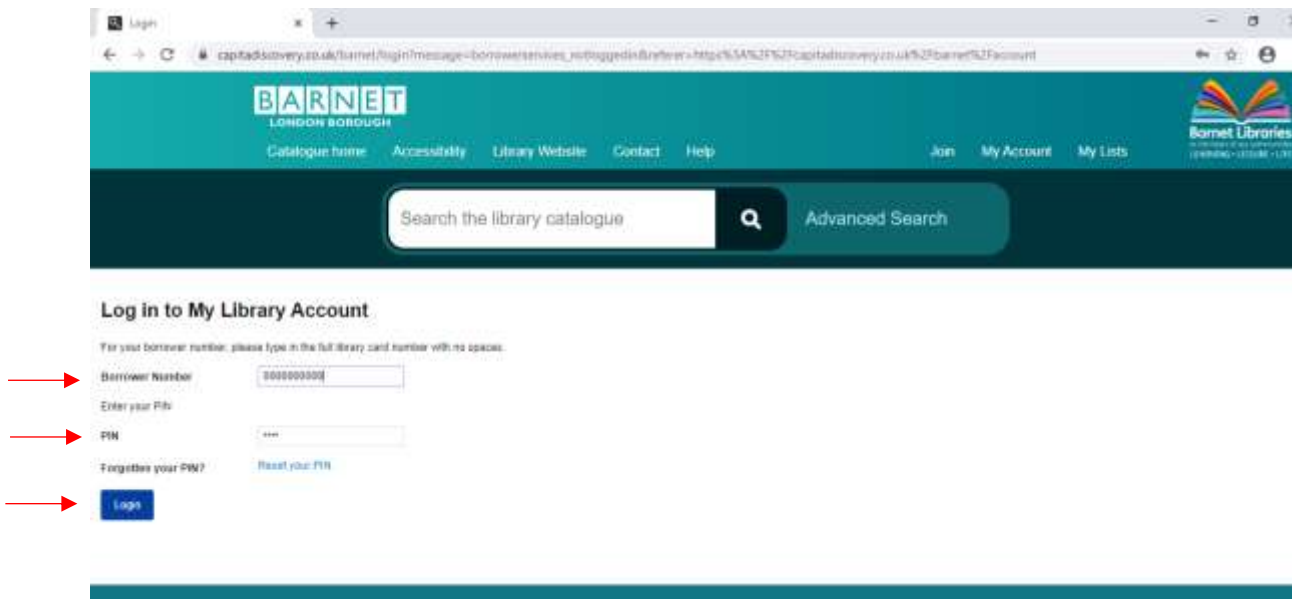 Login
capitadiscovery.co.uk/barnet/login?message=borrowerservices_notloggedin&referer=https%3A%2F%2Fcapitadiscovery.co.uk%2Fbarnet%2Faccount
BARNET
LONDON BOROUGH
Catalogue home Accessibility Library Website Contact Help Join My Account My Lists
Barnet Libraries
Search the library catalogue Advanced Search
Log in to My Library Account
For your borrower number, please type in the full library card number with no spaces.
Borrower Number 0000000000
Enter your PIN
PIN ••••
Forgotten your PIN? Reset your PIN
Login